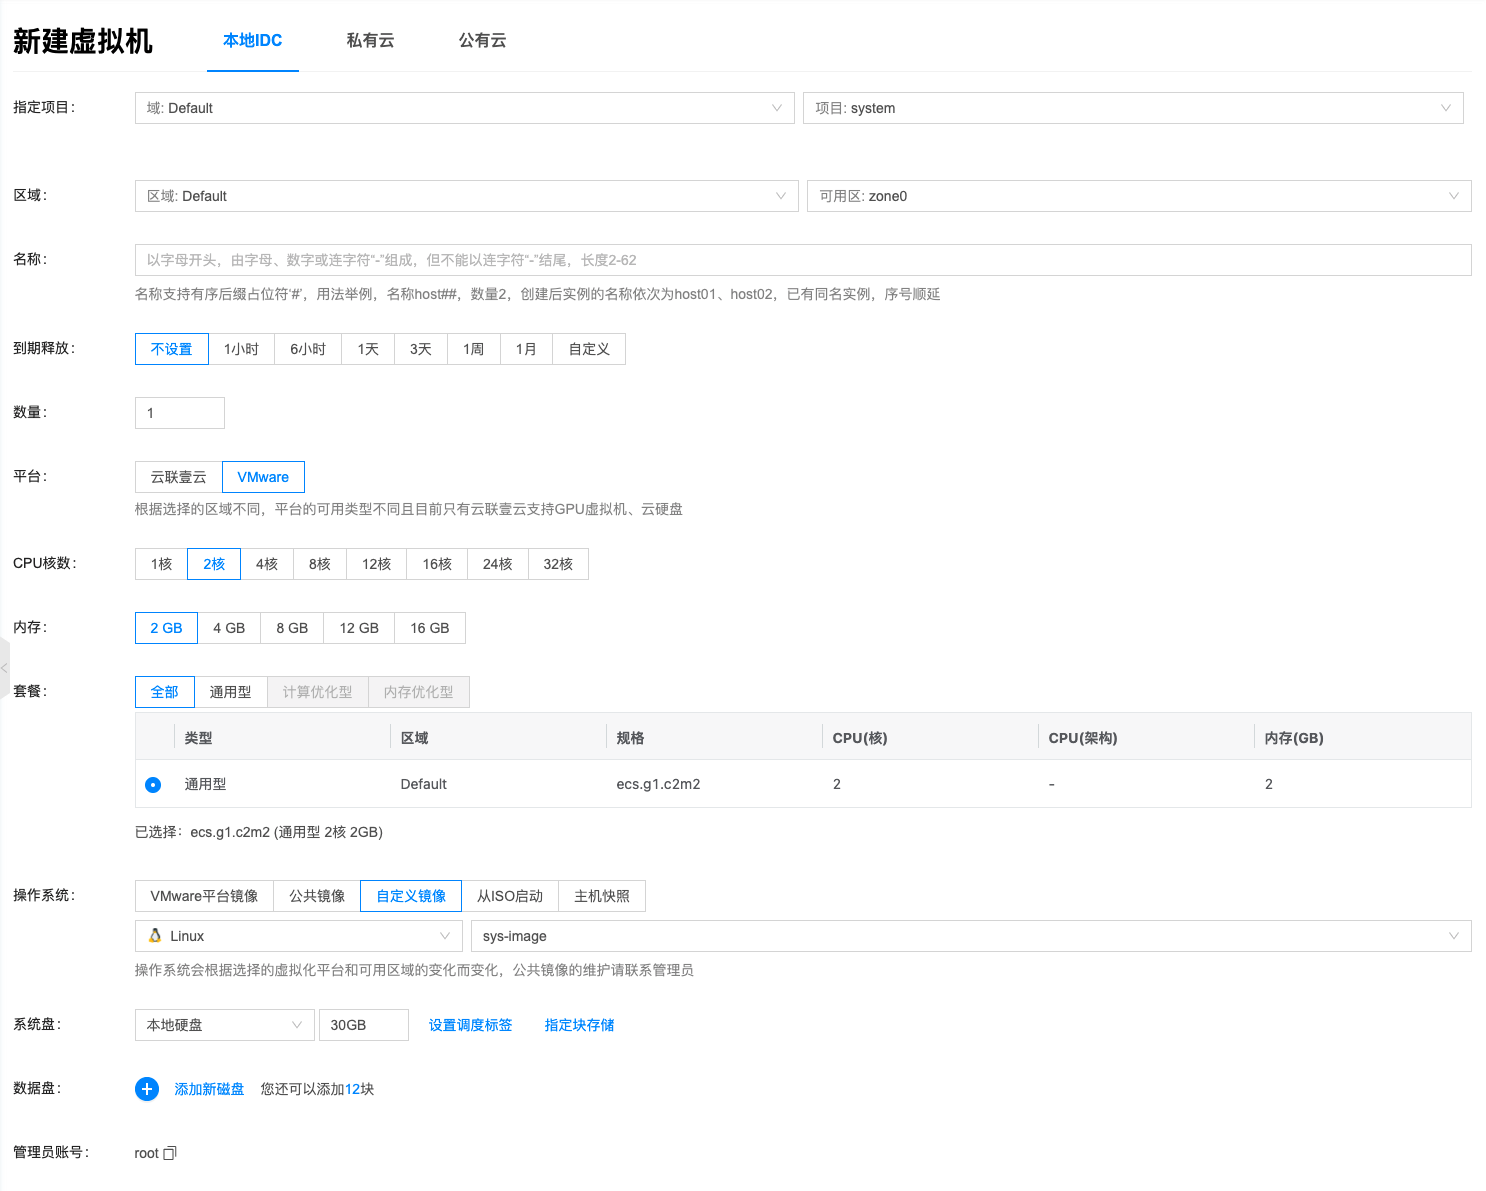 新建虚拟机 本地IDC 私有云 公有云
指定项目: 域: Default 项目: system
区域: 区域: Default 可用区: zone0
名称: 以字母开头，由字母、数字或连字符“-”组成，但不能以连字符“-”结尾，长度2-62
名称支持有序后缀占位符‘#’，用法举例，名称host##，数量2，创建后实例的名称依次为host01、host02，已有同名实例，序号顺延
到期释放: 不设置 1小时 6小时 1天 3天 1周 1月 自定义
数量: 1
平台: 云联壹云 VMware
根据选择的区域不同，平台的可用类型不同且目前只有云联壹云支持GPU虚拟机、云硬盘
CPU核数: 1核 2核 4核 8核 12核 16核 24核 32核
内存: 2 GB 4 GB 8 GB 12 GB 16 GB
套餐: 全部 通用型 计算优化型 内存优化型
类型 区域 规格 CPU(核) CPU(架构) 内存(GB)
通用型 Default ecs.g1.c2m2 2 - 2
已选择: ecs.g1.c2m2 (通用型 2核 2GB)
操作系统: VMware平台镜像 公共镜像 自定义镜像 从ISO启动 主机快照
Linux sys-image
操作系统会根据选择的虚拟化平台和可用区域的变化而变化，公共镜像的维护请联系管理员
系统盘: 本地硬盘 30GB 设置调度标签 指定块存储
数据盘: 添加新磁盘 您还可以添加12块
管理员账号: root